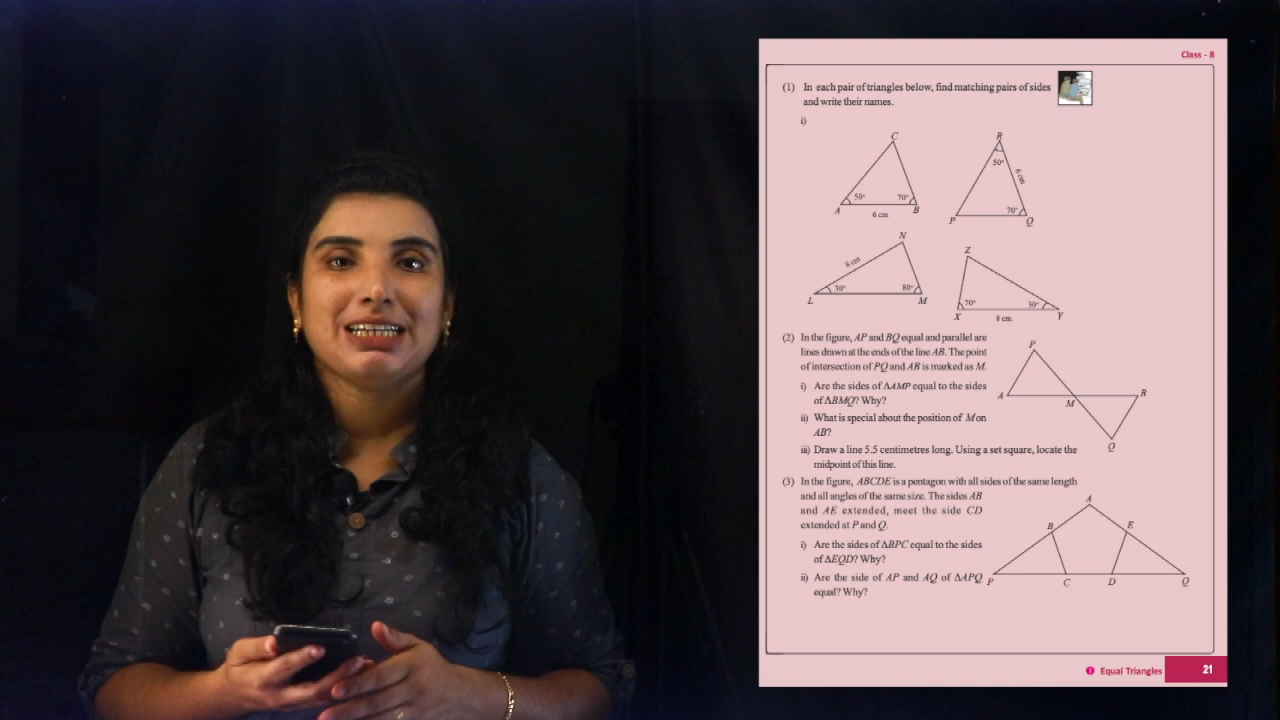 Class - 8
(1) In each pair of triangles below, find matching pairs of sides
and write their names.
i)
C
R
50°
6 cm
50°
70°
70°
A
B
6 cm
P
Q
N
Z
8 cm
30°
80°
70°
30°
L
M
X
Y
8 cm
(2) In the figure, AP and BQ equal and parallel are
lines drawn at the ends of the line AB. The point
of intersection of PQ and AB is marked as M.
i) Are the sides of ΔAMP equal to the sides
of ΔBMQ? Why?
ii) What is special about the position of M on
AB?
iii) Draw a line 5.5 centimetres long. Using a set square, locate the
midpoint of this line.
P
A
M
B
Q
(3) In the figure, ABCDE is a pentagon with all sides of the same length
and all angles of the same size. The sides AB
and AE extended, meet the side CD
extended at P and Q.
i) Are the sides of ΔBPC equal to the sides
of ΔEQD? Why?
ii) Are the side of AP and AQ of ΔAPQ
equal? Why?
A
B
E
P
C
D
Q
Equal Triangles
21